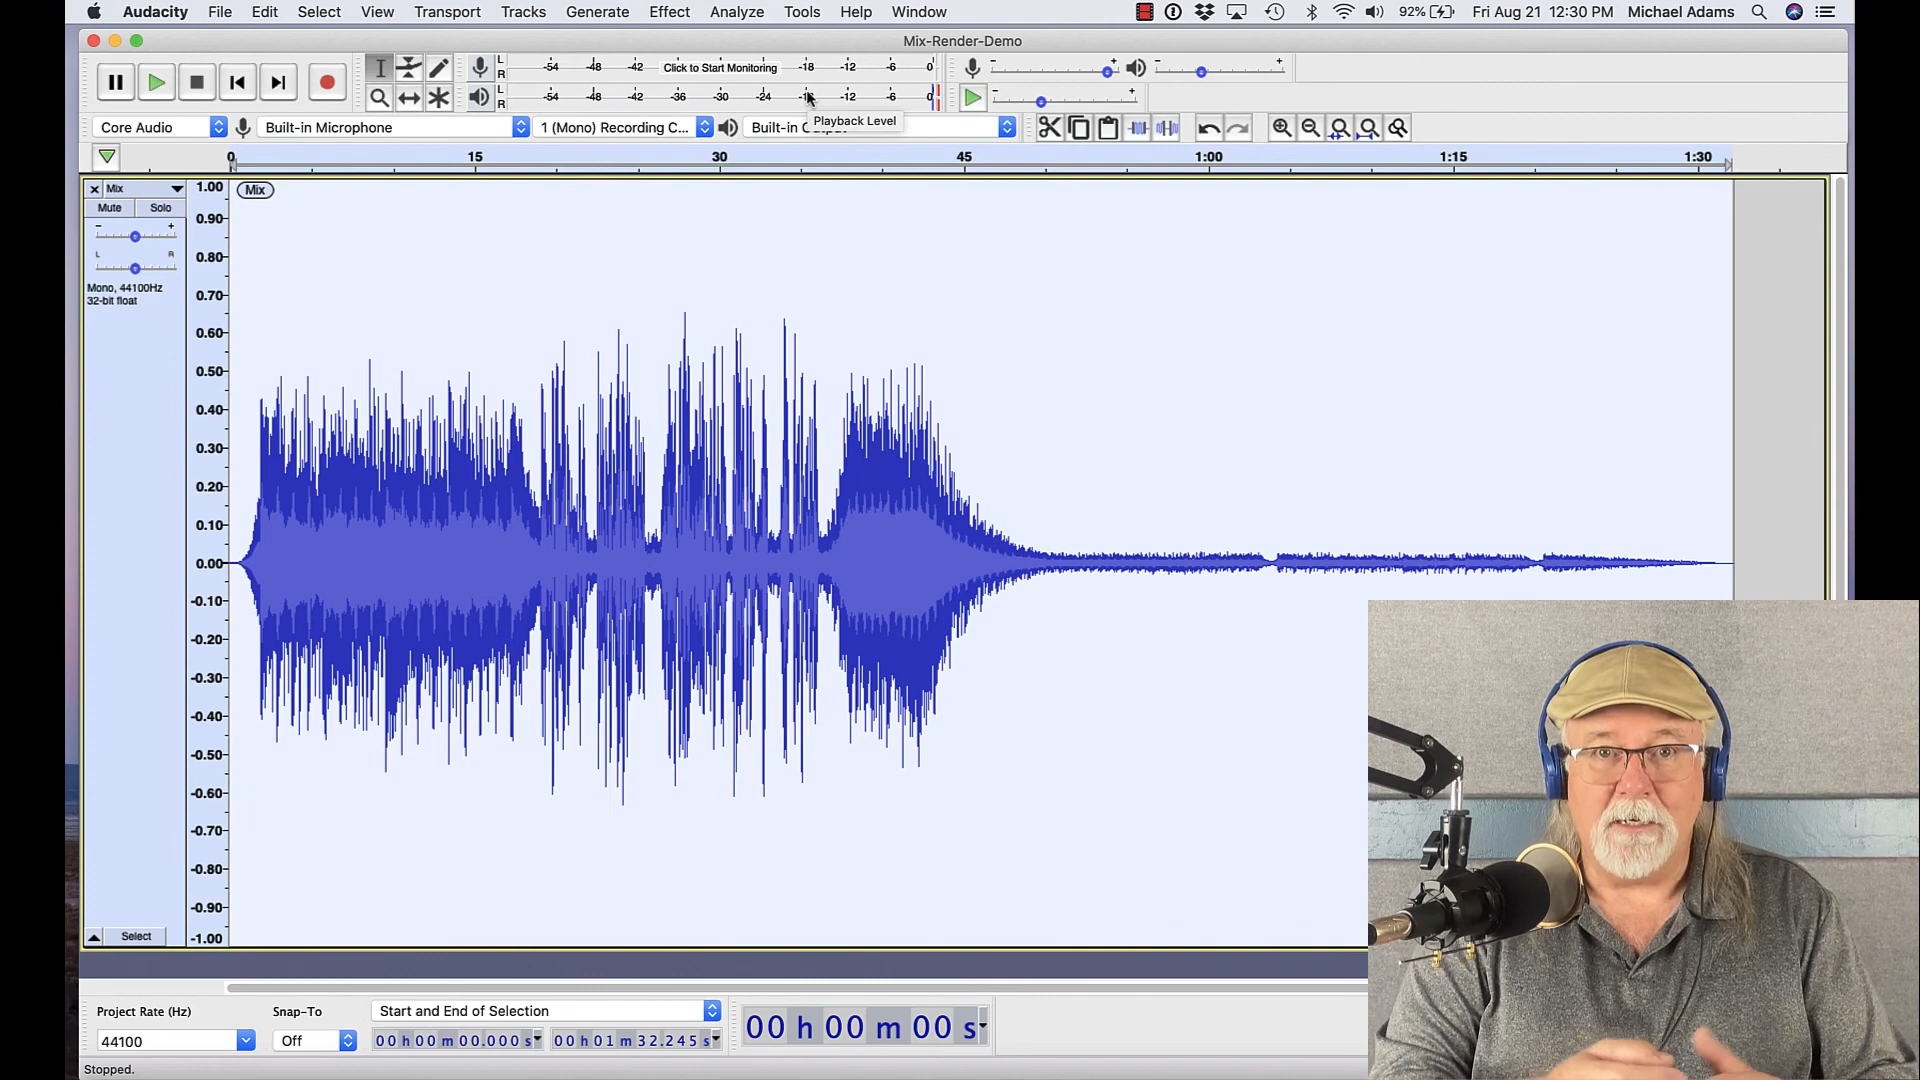 Audacity File Edit Select View Transport Tracks Generate Effect Analyze Tools Help Window 92% Fri Aug 21 12:30 PM Michael Adams
Mix-Render-Demo
L -54 -48 -42 Click to Start Monitoring -18 -12 -6 0 - + - +
R
L -54 -48 -42 -36 -30 -24 -12 -6 0 - +
R
Playback Level
Core Audio Built-in Microphone 1 (Mono) Recording C... Built-in
0 15 30 45 1:00 1:15 1:30
Mix 1.00 Mix
Mute Solo
- + 0.90
L R 0.80
Mono, 44100Hz 0.70
32-bit float
0.60
0.50
0.40
0.30
0.20
0.10
0.00
-0.10
-0.20
-0.30
-0.40
-0.50
-0.60
-0.70
-0.80
-0.90
Select -1.00
Project Rate (Hz) Snap-To Start and End of Selection
44100 Off 00 h 00 m 00.000 s 00 h 01 m 32.245 s 00 h 00 m 00 s
Stopped.